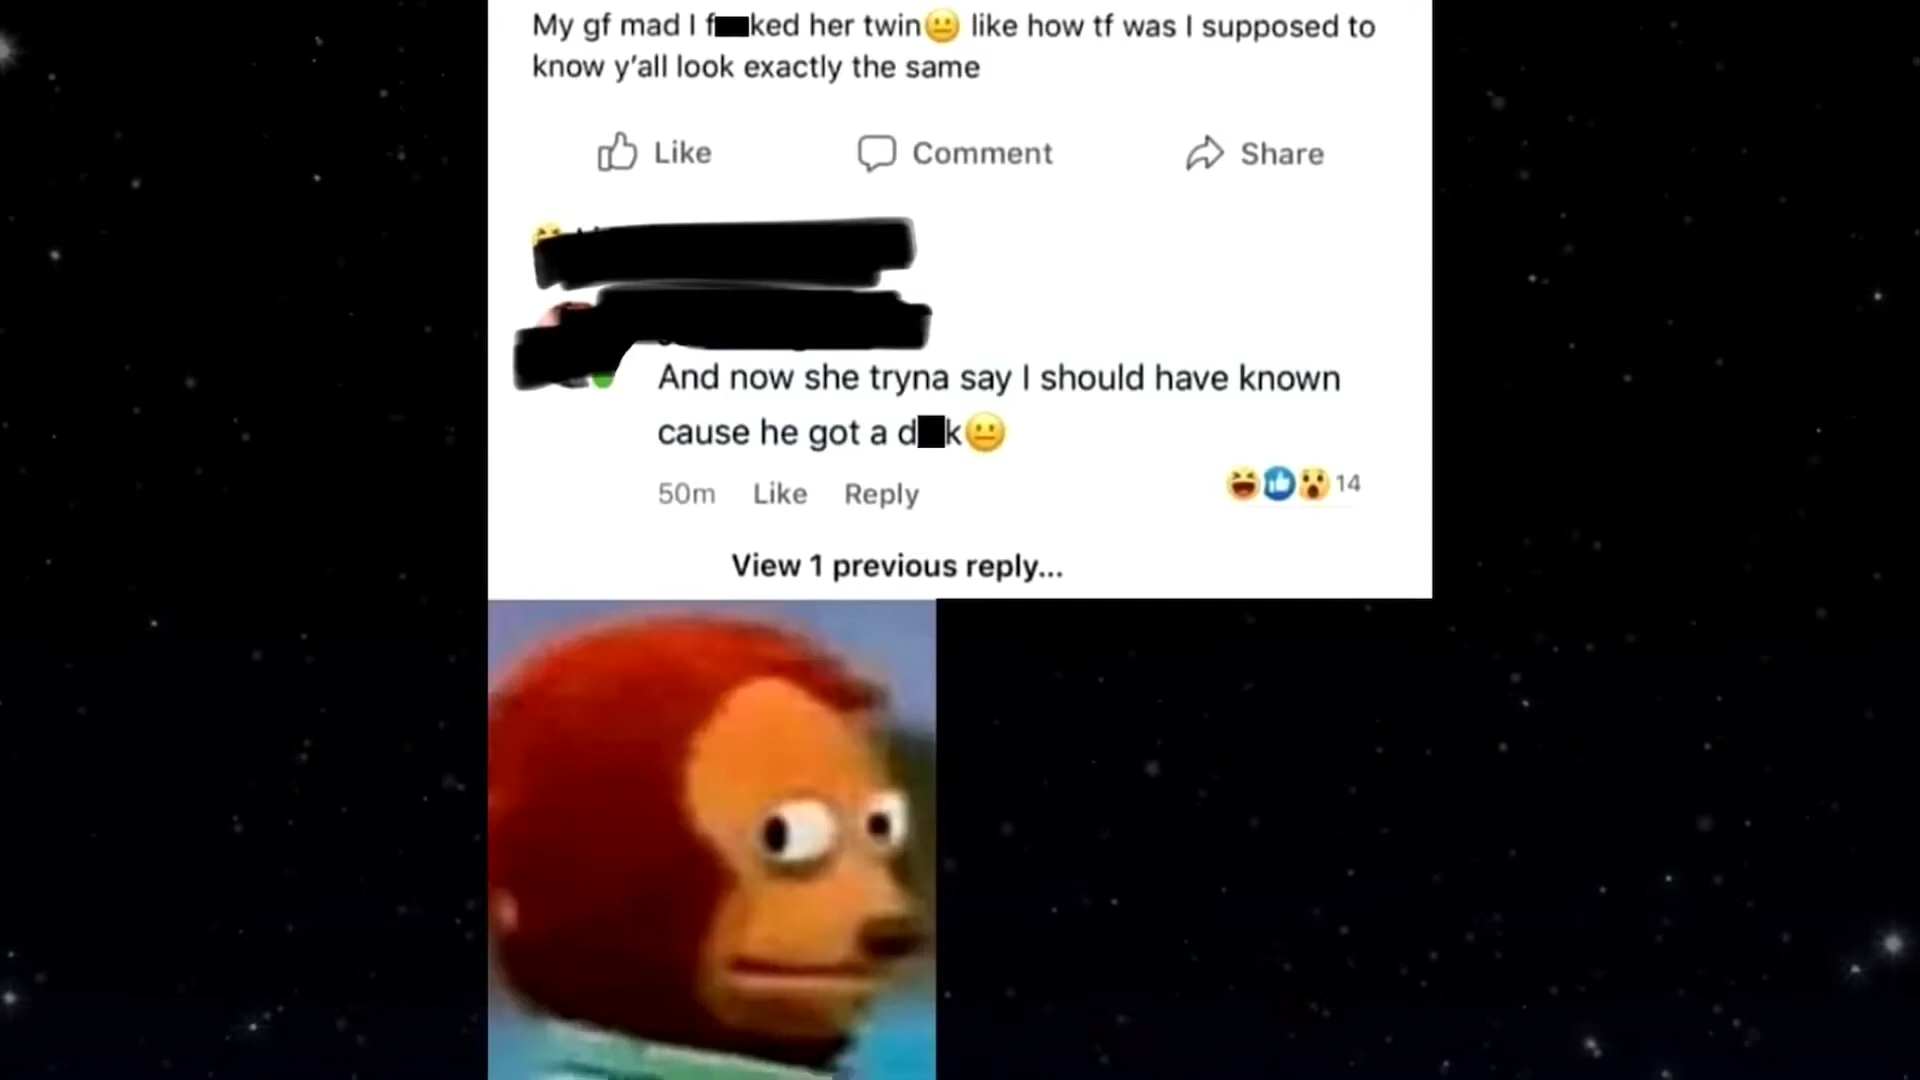 My gf mad I f██ked her twin😐 like how tf was I supposed to
know y'all look exactly the same
Like Comment Share
And now she tryna say I should have known
cause he got a d█k😐
50m Like Reply 14
View 1 previous reply...